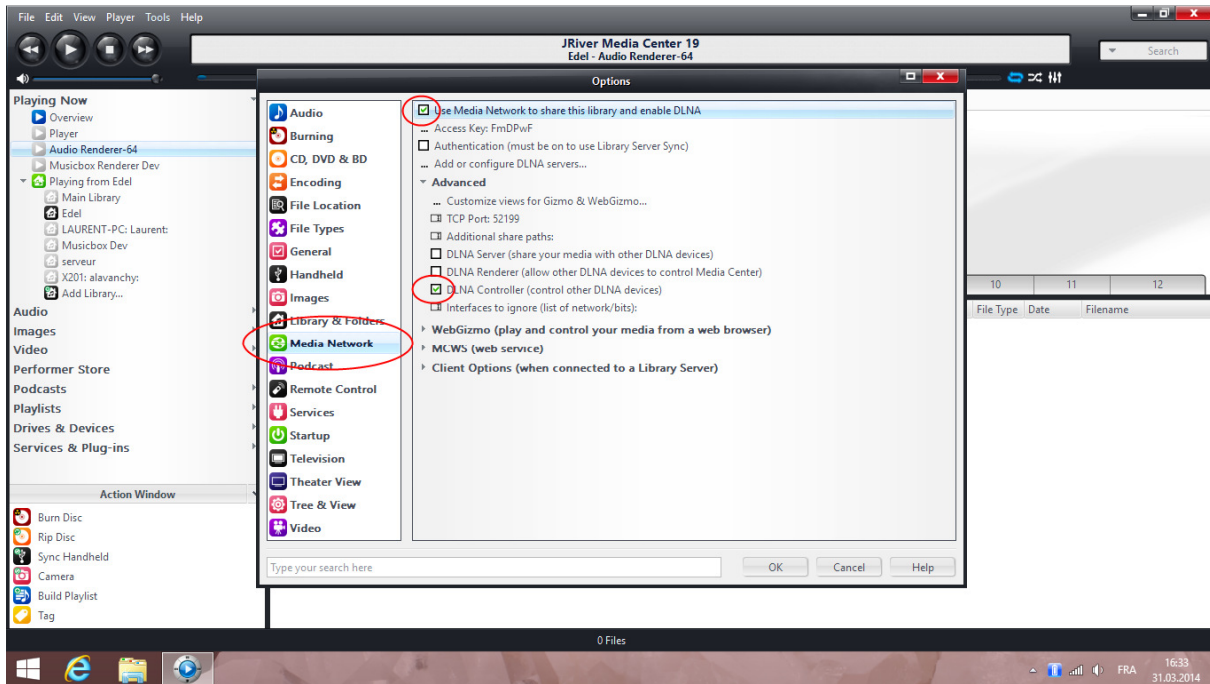 File Edit View Player Tools Help
JRiver Media Center 19
Edel - Audio Renderer-64
Search
Options
Playing Now
Overview
Player
Audio Renderer-64
Musicbox Renderer Dev
Playing from Edel
Main Library
Edel
LAURENT-PC: Laurent:
Musicbox Dev
serveur
X201: alavanchy:
Add Library...
Audio
Images
Video
Performer Store
Podcasts
Playlists
Drives & Devices
Services & Plug-ins
Action Window
Burn Disc
Rip Disc
Sync Handheld
Camera
Build Playlist
Tag
Audio
Burning
CD, DVD & BD
Encoding
File Location
File Types
General
Handheld
Images
Library & Folders
Media Network
Podcast
Remote Control
Services
Startup
Television
Theater View
Tree & View
Video
Use Media Network to share this library and enable DLNA
... Access Key: FmDPwF
Authentication (must be on to use Library Server Sync)
... Add or configure DLNA servers...
Advanced
... Customize views for Gizmo & WebGizmo...
TCP Port: 52199
Additional share paths:
DLNA Server (share your media with other DLNA devices)
DLNA Renderer (allow other DLNA devices to control Media Center)
DLNA Controller (control other DLNA devices)
Interfaces to ignore (list of network/bits):
WebGizmo (play and control your media from a web browser)
MCWS (web service)
Client Options (when connected to a Library Server)
Type your search here
OK Cancel Help
10 11 12
File Type Date Filename
0 Files
FRA
16:33
31.03.2014